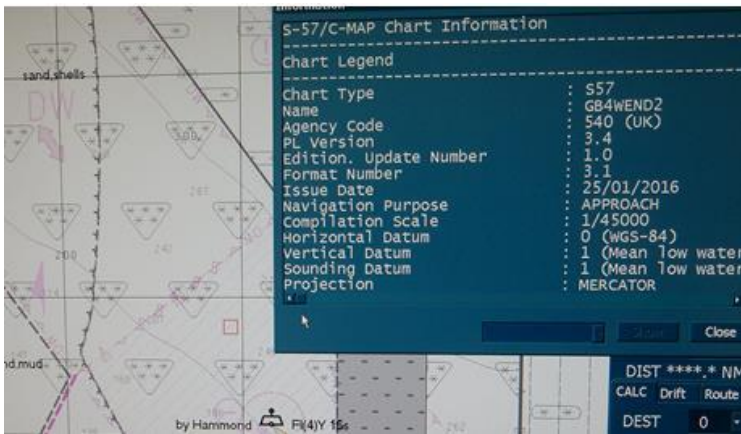 S-57/C-MAP Chart Information
Chart Legend
Chart Type : S57
Name : GB4WEND2
Agency Code : 540 (UK)
PL Version : 3.4
Edition. Update Number : 1.0
Format Number : 3.1
Issue Date : 25/01/2016
Navigation Purpose : APPROACH
Compilation Scale : 1/45000
Horizontal Datum : 0 (WGS-84)
Vertical Datum : 1 (Mean low water
Sounding Datum : 1 (Mean low water
Projection : MERCATOR
Close
DIST ****.* NM
CALC Drift Route
DEST 0
sand,shells
DW
200
nd,mud
by Hammond Fl(4)Y 15s